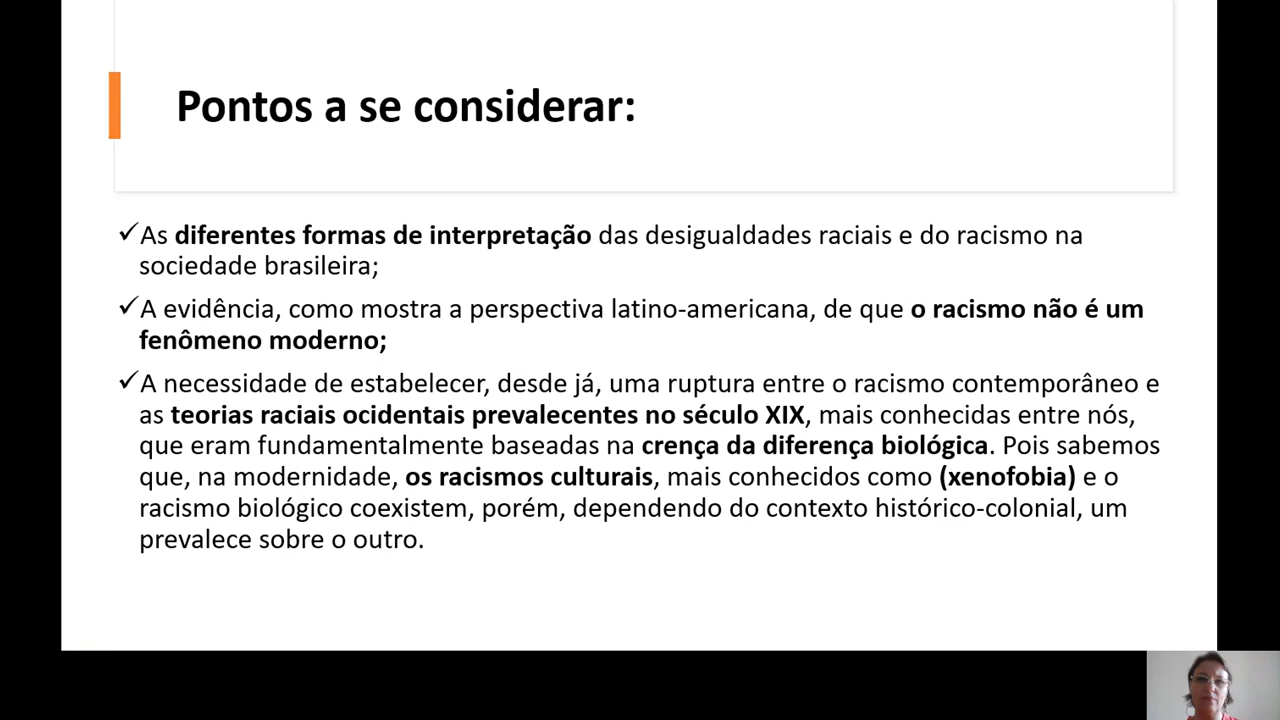 Pontos a se considerar:
✓As diferentes formas de interpretação das desigualdades raciais e do racismo na
sociedade brasileira;
✓A evidência, como mostra a perspectiva latino-americana, de que o racismo não é um
fenômeno moderno;
✓A necessidade de estabelecer, desde já, uma ruptura entre o racismo contemporâneo e
as teorias raciais ocidentais prevalecentes no século XIX, mais conhecidas entre nós,
que eram fundamentalmente baseadas na crença da diferença biológica. Pois sabemos
que, na modernidade, os racismos culturais, mais conhecidos como (xenofobia) e o
racismo biológico coexistem, porém, dependendo do contexto histórico-colonial, um
prevalece sobre o outro.